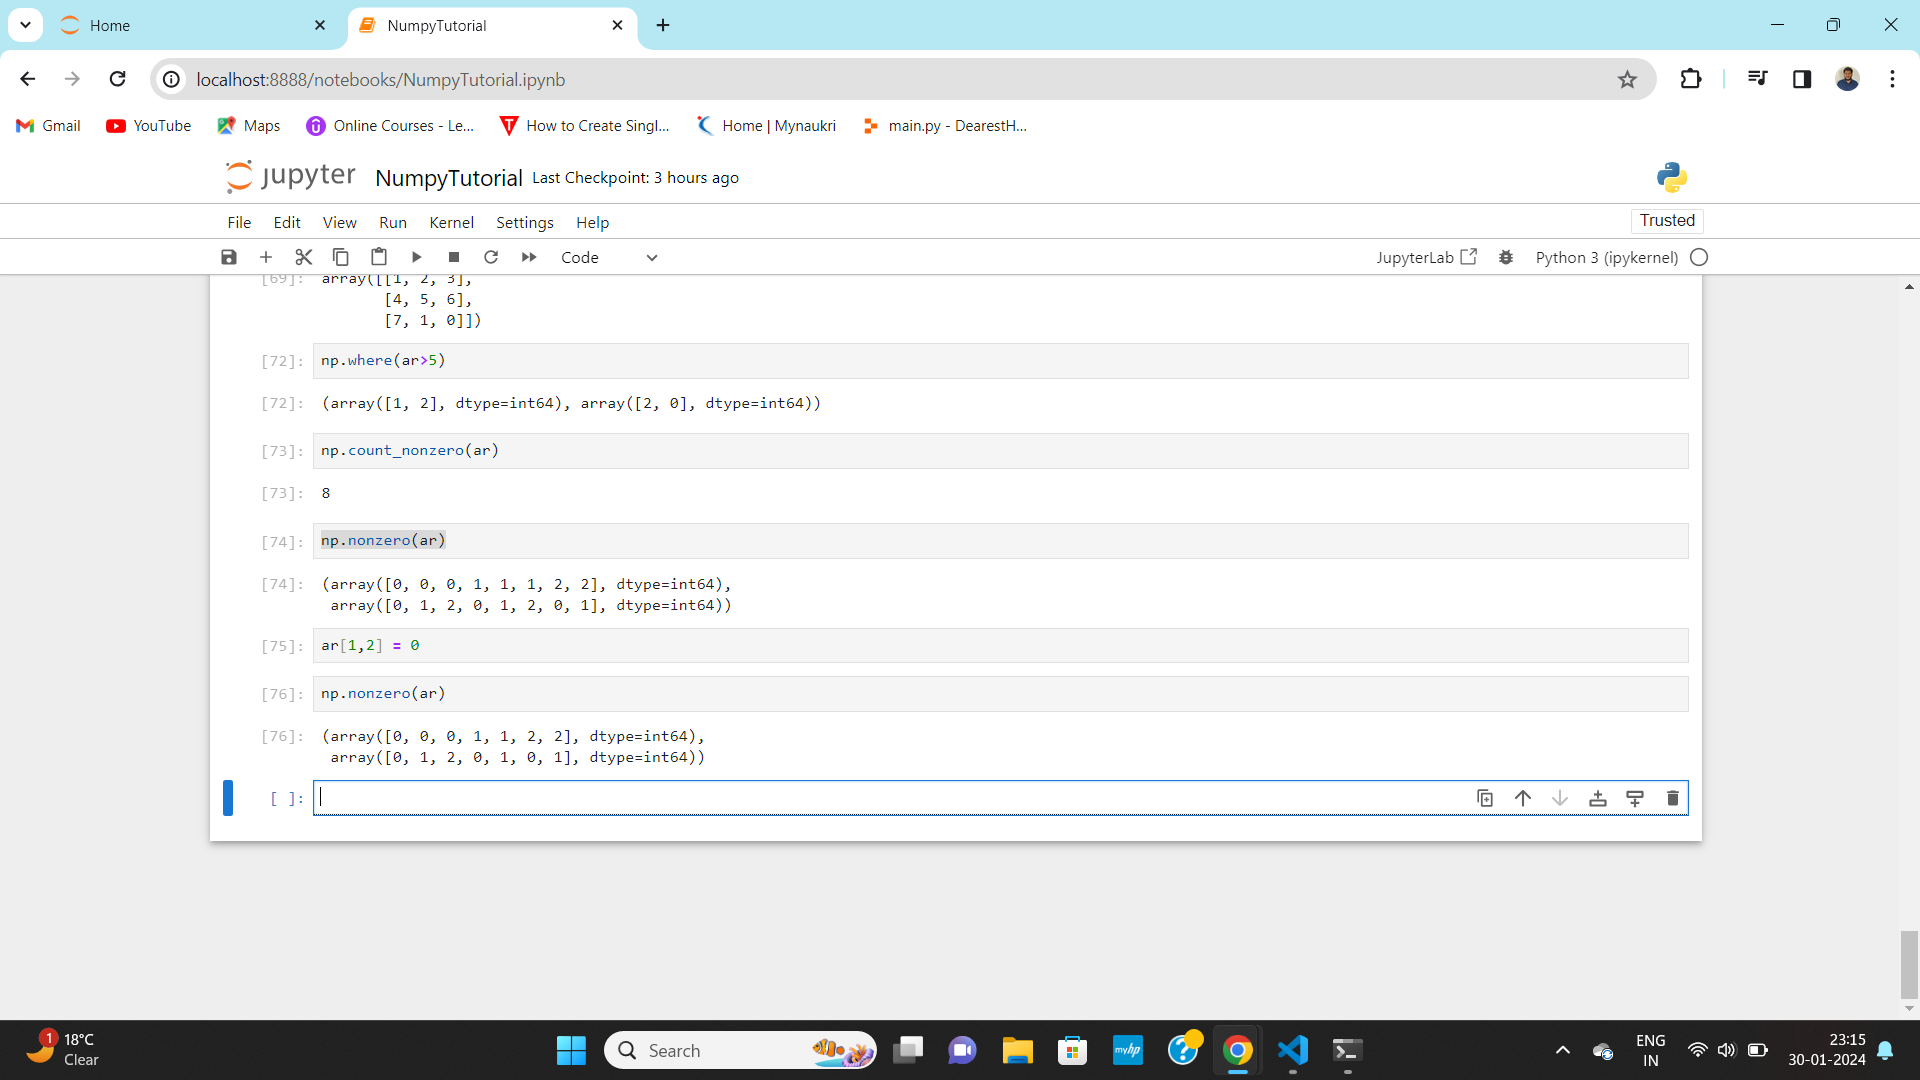 Home
NumpyTutorial
localhost:8888/notebooks/NumpyTutorial.ipynb
Gmail
YouTube
Maps
Online Courses - Le...
How to Create Singl...
Home | Mynaukri
main.py - DearestH...
jupyter NumpyTutorial Last Checkpoint: 3 hours ago
File Edit View Run Kernel Settings Help
Trusted
Code
JupyterLab
Python 3 (ipykernel)
[69]: array([[1, 2, 3],
[4, 5, 6],
[7, 1, 0]])
[72]: np.where(ar>5)
[72]: (array([1, 2], dtype=int64), array([2, 0], dtype=int64))
[73]: np.count_nonzero(ar)
[73]: 8
[74]: np.nonzero(ar)
[74]: (array([0, 0, 0, 1, 1, 1, 2, 2], dtype=int64),
array([0, 1, 2, 0, 1, 2, 0, 1], dtype=int64))
[75]: ar[1,2] = 0
[76]: np.nonzero(ar)
[76]: (array([0, 0, 0, 1, 1, 2, 2], dtype=int64),
array([0, 1, 2, 0, 1, 0, 1], dtype=int64))
[ ]:
1
18°C
Clear
Search
myhp
ENG
IN
23:15
30-01-2024